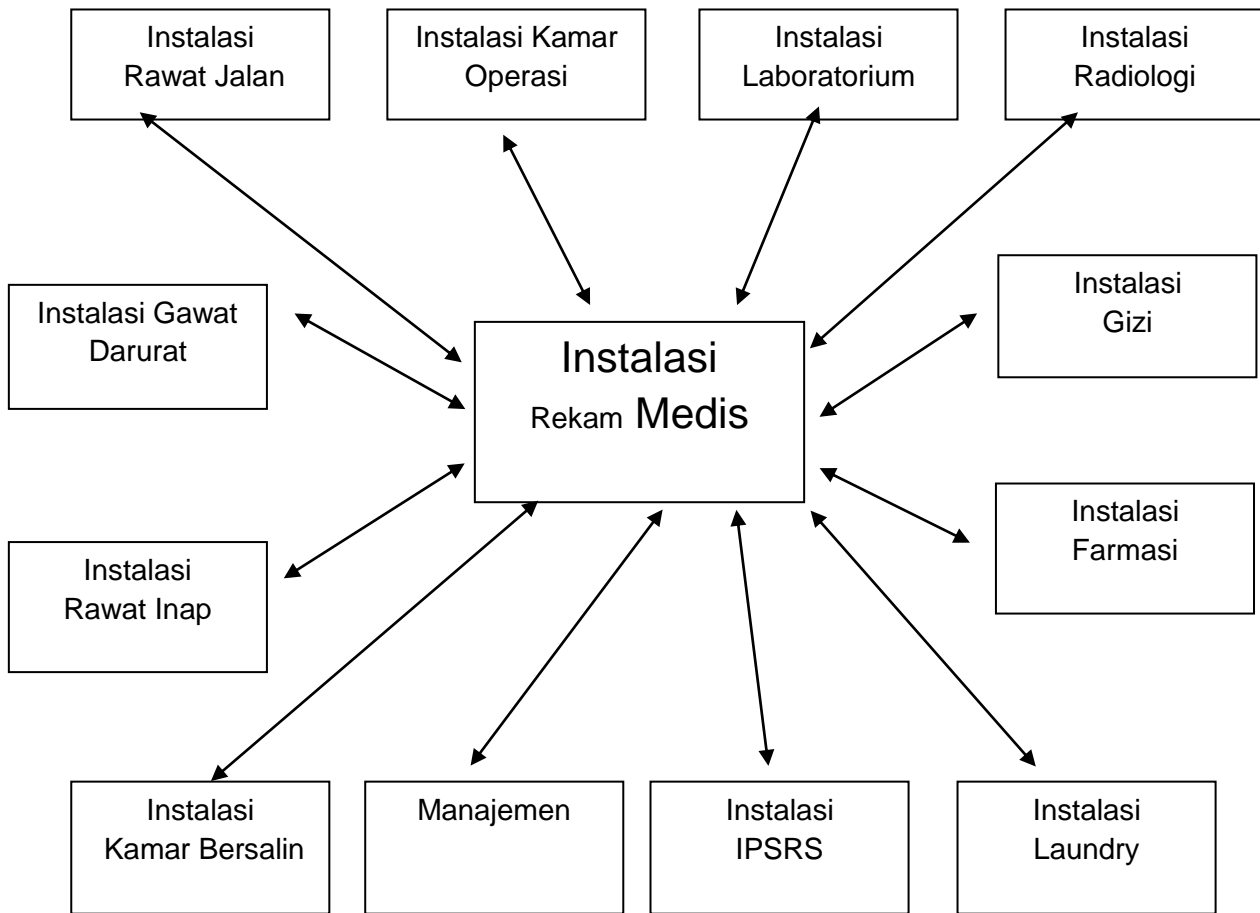 Instalasi
Rawat Jalan
Instalasi Kamar
Operasi
Instalasi
Laboratorium
Instalasi
Radiologi
Instalasi Gawat
Darurat
Instalasi
Rekam Medis
Instalasi
Gizi
Instalasi
Rawat Inap
Instalasi
Farmasi
Instalasi
Kamar Bersalin
Manajemen
Instalasi
IPSRS
Instalasi
Laundry